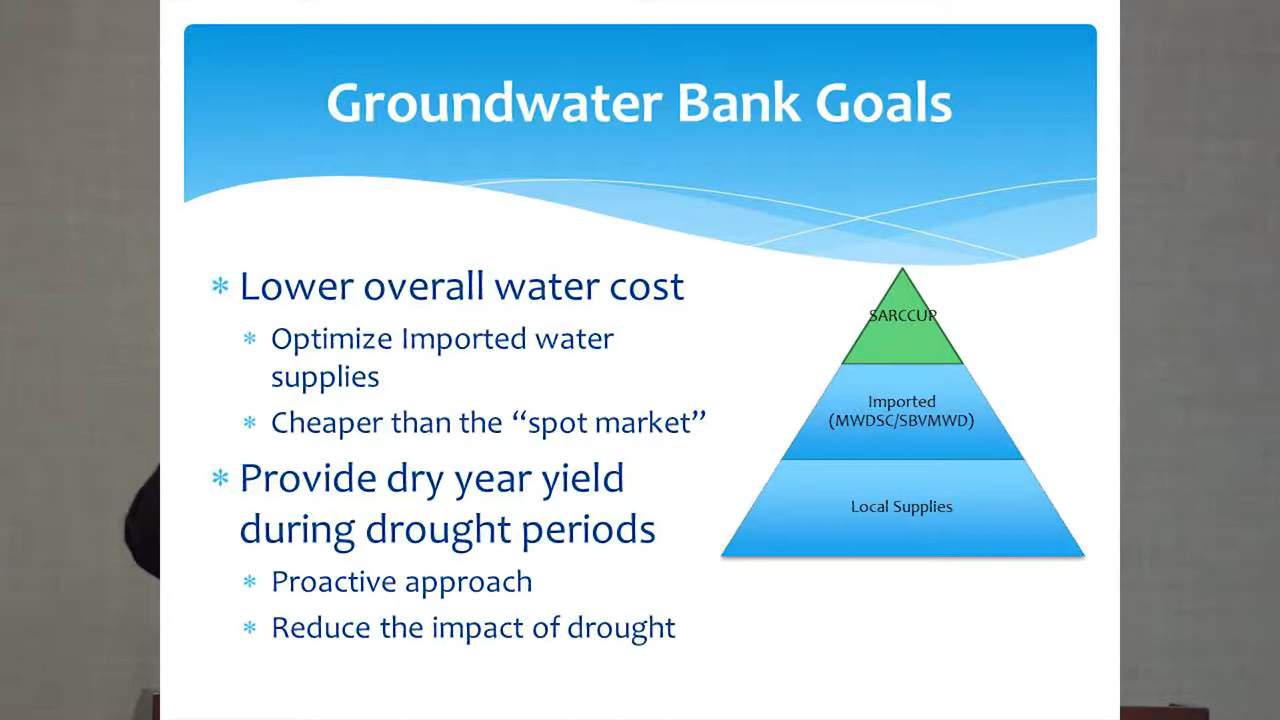 Groundwater Bank Goals
* Lower overall water cost
* Optimize Imported water
supplies
* Cheaper than the “spot market”
* Provide dry year yield
during drought periods
* Proactive approach
* Reduce the impact of drought
SARCCUP
Imported
(MWDSC/SBVMWD)
Local Supplies